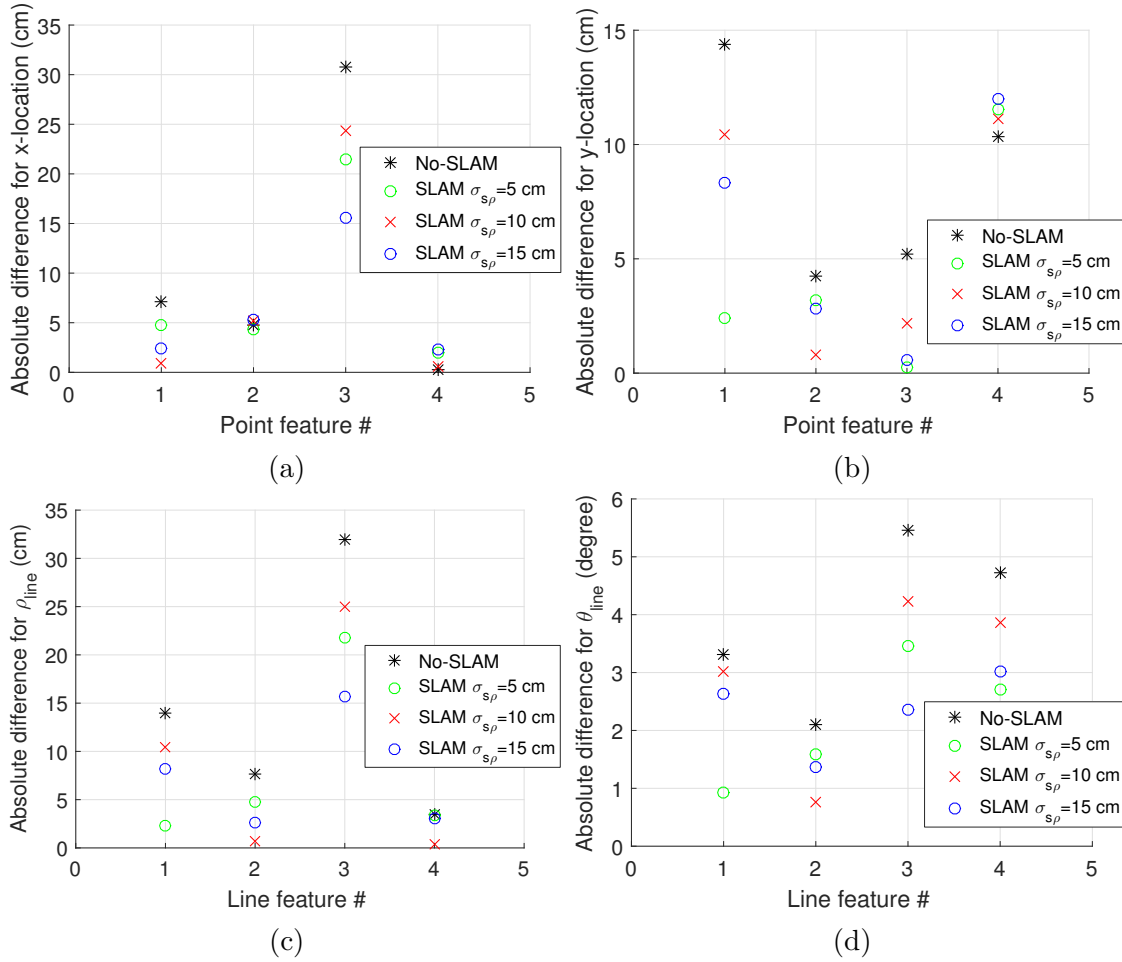 Absolute difference for x-location (cm)
35
30
25
20
15
10
5
0
0 1 2 3 4 5
Point feature #
No-SLAM
SLAM σsρ=5 cm
SLAM σsρ=10 cm
SLAM σsρ=15 cm
(a)
Absolute difference for y-location (cm)
15
10
5
0
0 1 2 3 4 5
Point feature #
No-SLAM
SLAM σsρ=5 cm
SLAM σsρ=10 cm
SLAM σsρ=15 cm
(b)
Absolute difference for ρline (cm)
35
30
25
20
15
10
5
0
0 1 2 3 4 5
Line feature #
No-SLAM
SLAM σsρ=5 cm
SLAM σsρ=10 cm
SLAM σsρ=15 cm
(c)
Absolute difference for θline (degree)
6
5
4
3
2
1
0
0 1 2 3 4 5
Line feature #
No-SLAM
SLAM σsρ=5 cm
SLAM σsρ=10 cm
SLAM σsρ=15 cm
(d)